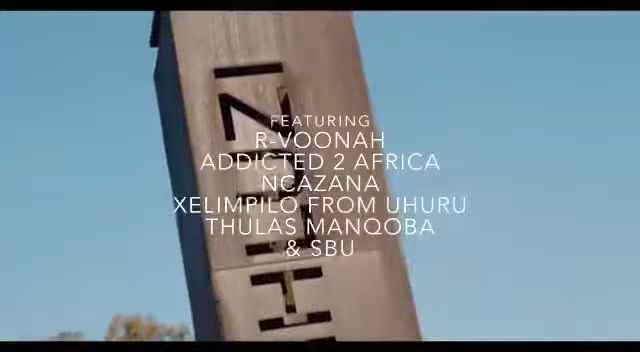 FEATURING
R-VOONAH
ADDICTED 2 AFRICA
NCAZANA
XELIMPILO FROM UHURU
THULAS MANQOBA
& SBU